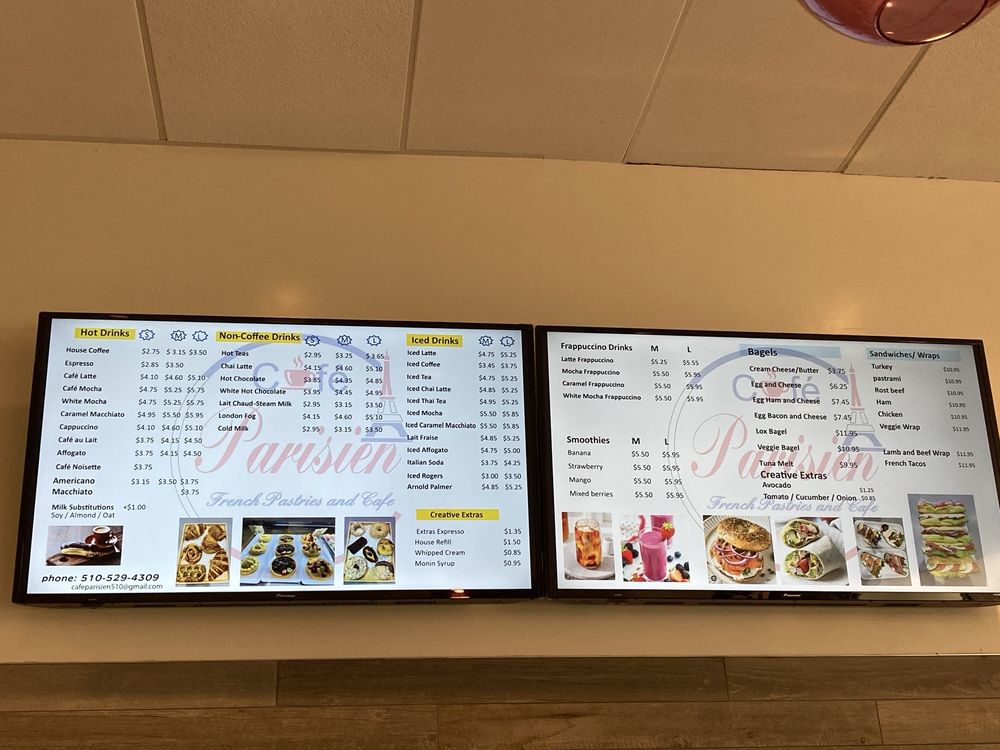 Hot Drinks S M L
House Coffee $2.75 $3.15 $3.50
Espresso $2.85 $3.50
Café Latte $4.10 $4.60 $5.10
Café Mocha $4.75 $5.25 $5.75
White Mocha $4.75 $5.25 $5.75
Caramel Macchiato $4.95 $5.50 $5.95
Cappuccino $4.10 $4.60 $5.10
Café au Lait $3.75 $4.15 $4.50
Affogato $3.75 $4.15 $4.50
Café Noisette $3.75
Americano $3.15 $3.50 $3.75
Macchiato $3.75
Milk Substitutions +$1.00
Soy / Almond / Oat
phone: 510-529-4309
cafeparisien510@gmail.com
Non-Coffee Drinks S M L
Hot Teas $2.95 $3.25 $3.65
Chai Latte $4.15 $4.60 $5.10
Hot Chocolate $3.85 $4.35 $4.85
White Hot Chocolate $3.95 $4.45 $4.95
Lait Chaud-Steam Milk $2.95 $3.15 $3.50
London Fog $4.15 $4.60 $5.10
Cold Milk $2.95 $3.15 $3.50
Café
Parisien
French Pastries and Cafe
Iced Drinks M L
Iced Latte $4.75 $5.25
Iced Coffee $3.45 $3.75
Iced Tea $4.75 $5.25
Iced Chai Latte $4.85 $5.25
Iced Thai Tea $4.95 $5.25
Iced Mocha $5.50 $5.85
Iced Caramel Macchiato $5.50 $5.85
Lait Fraise $4.85 $5.25
Iced Affogato $4.75 $5.00
Italian Soda $3.75 $4.25
Iced Rogers $3.00 $3.50
Arnold Palmer $4.85 $5.25
Creative Extras
Extras Espresso $1.35
House Refill $1.50
Whipped Cream $0.85
Monin Syrup $0.95
Pioneer
Frappuccino Drinks M L
Latte Frappuccino $5.25 $5.55
Mocha Frappuccino $5.50 $5.95
Caramel Frappuccino $5.50 $5.95
White Mocha Frappuccino $5.50 $5.95
Smoothies M L
Banana $5.50 $5.95
Strawberry $5.50 $5.95
Mango $5.50 $5.95
Mixed berries $5.50 $5.95
Bagels
Cream Cheese/Butter $3.75
Egg and Cheese $6.25
Egg Ham and Cheese $7.45
Egg Bacon and Cheese $7.45
Lox Bagel $11.95
Veggie Bagel $10.95
Tuna Melt $9.95
Creative Extras
Avocado $1.25
Tomato / Cucumber / Onion $0.85
Café
Parisien
French Pastries and Cafe
Sandwiches/ Wraps
Turkey $10.95
pastrami $10.95
Rost beef $10.95
Ham $10.95
Chicken $10.95
Veggie Wrap $11.95
Lamb and Beef Wrap $11.95
French Tacos $11.95
Pioneer